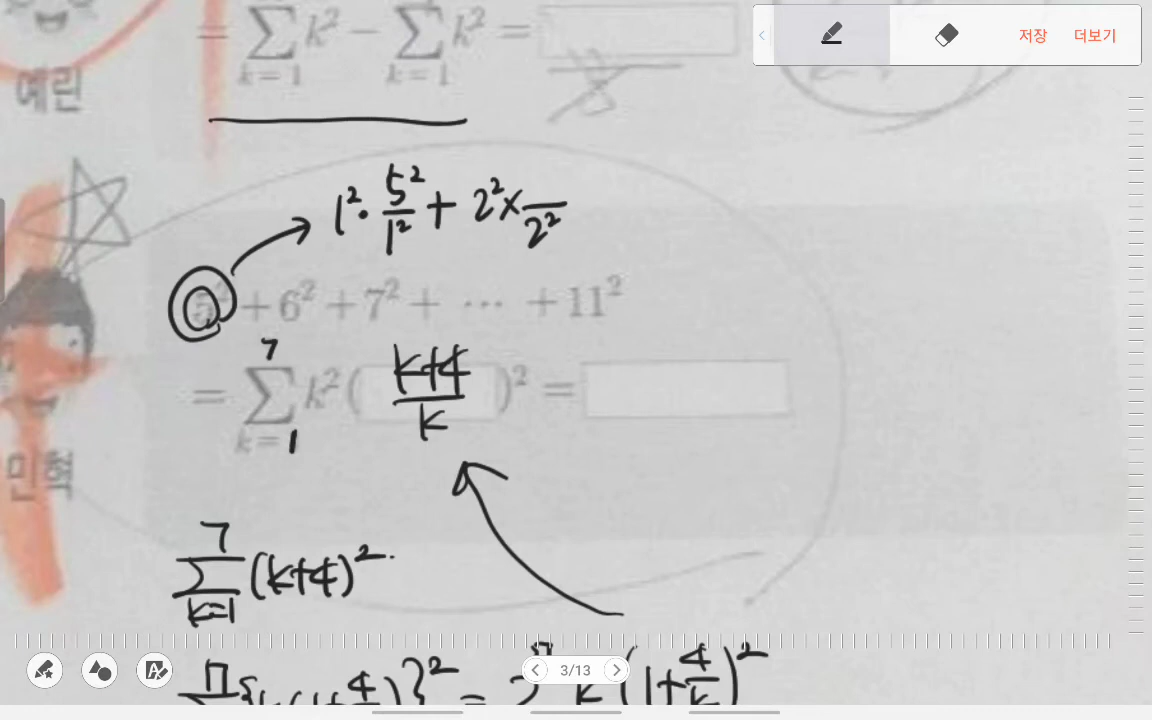 저장 더보기
= ∑ k² − ∑ k² =
k=1 k=1
예린
1² · 5²/1² + 2² × /2²
+ 6² + 7² + ⋯ + 11²
7
= ∑ k² ( (k+4)/k )² =
k = 1
민혁
7
∑ (k+4)²
k=1
3/13